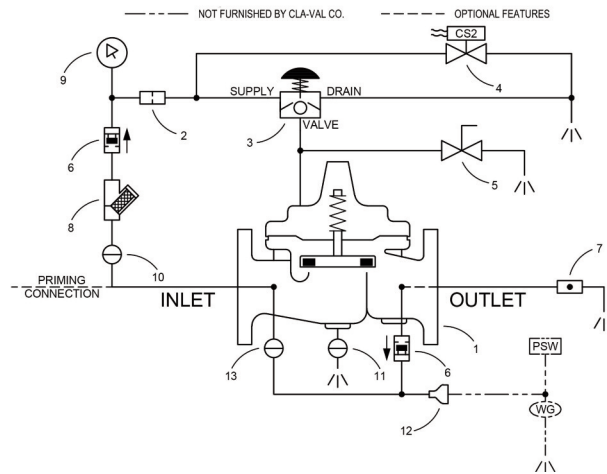 NOT FURNISHED BY CLA-VAL CO.
OPTIONAL FEATURES
CS2
9
4
SUPPLY
DRAIN
2
VALVE
3
6
5
8
10
7
PRIMING
CONNECTION
INLET
OUTLET
1
PSW
13
11
6
12
WG